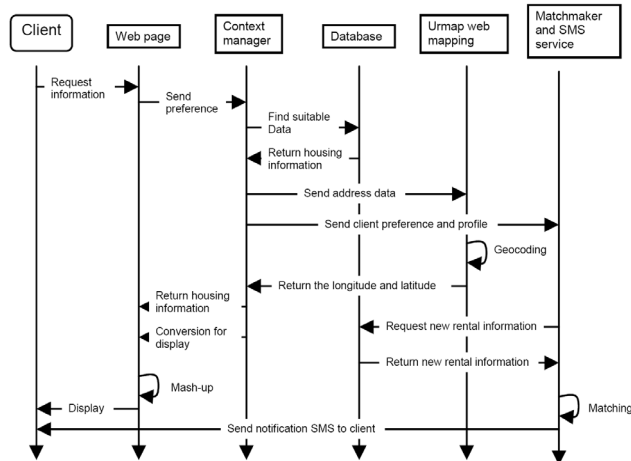 Client
Web page
Context
manager
Database
Urmap web
mapping
Matchmaker
and SMS
service
Request
information
Send
preference
Find suitable
Data
Return housing
information
Send address data
Send client preference and profile
Geocoding
Return the longitude and latitude
Return housing
information
Request new rental information
Conversion for
display
Return new rental information
Mash-up
Display
Matching
Send notification SMS to client